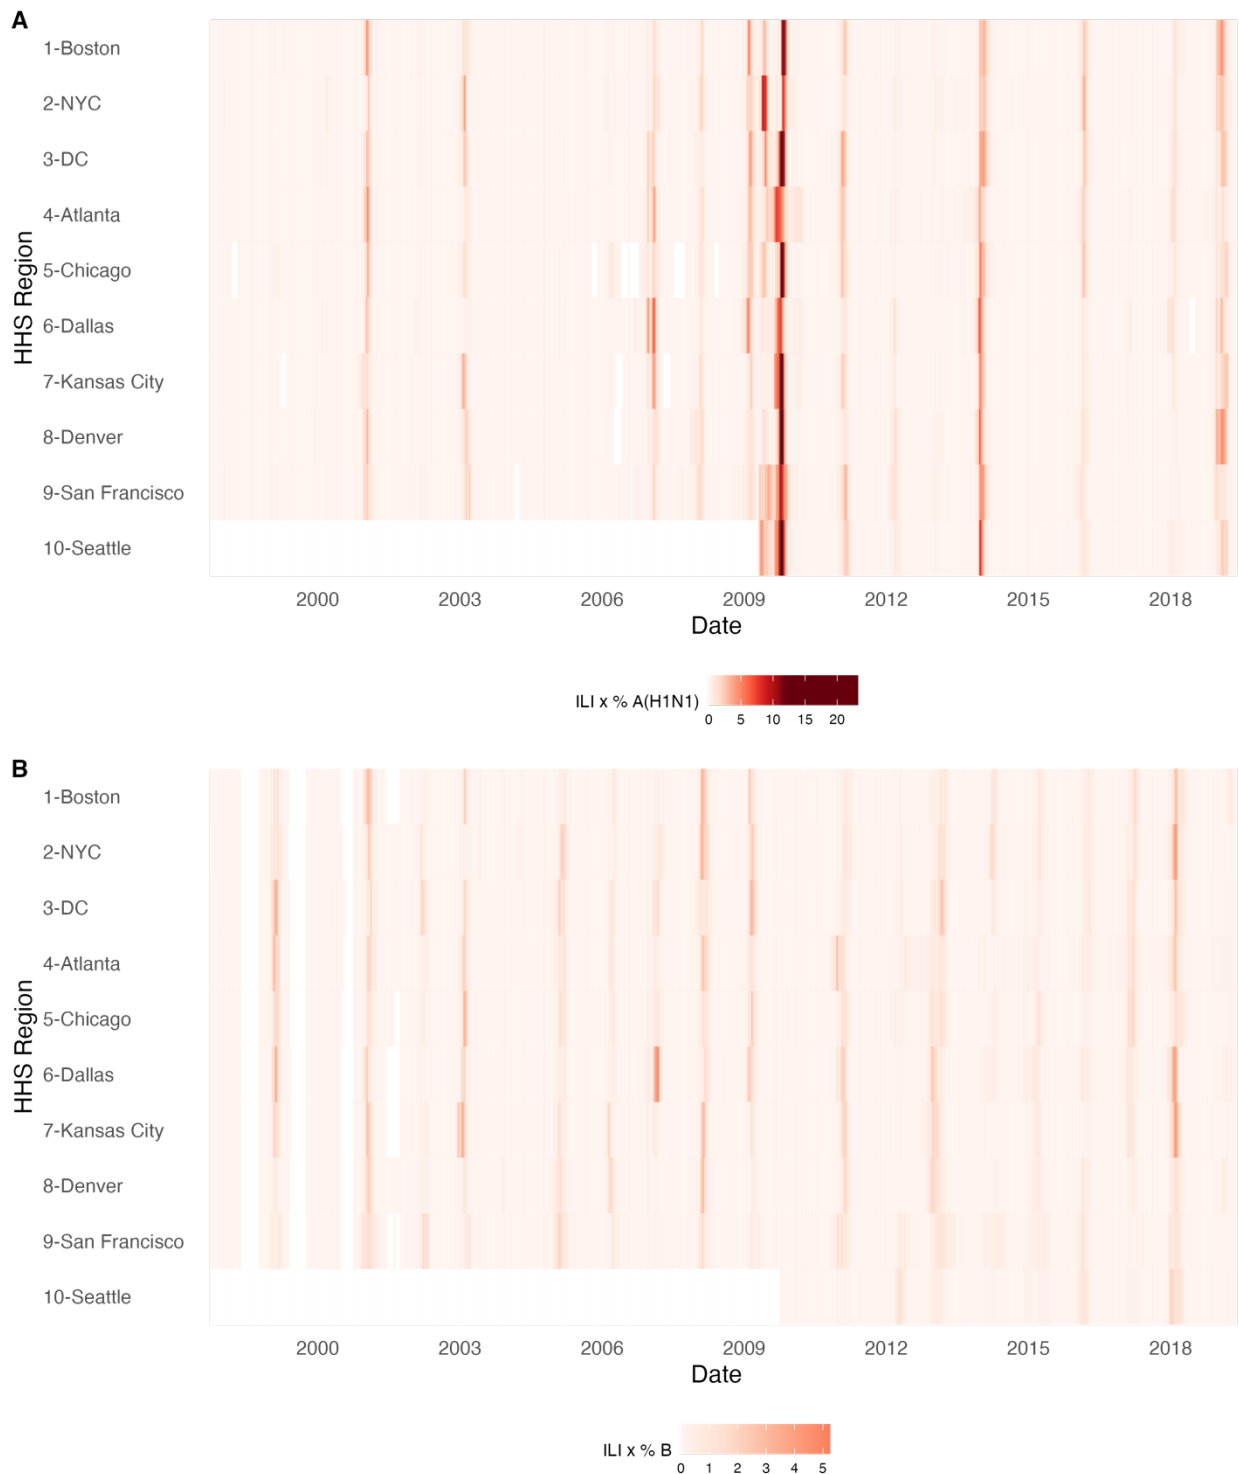 A
1-Boston
2-NYC
3-DC
4-Atlanta
5-Chicago
6-Dallas
7-Kansas City
8-Denver
9-San Francisco
10-Seattle
HHS Region
2000 2003 2006 2009 2012 2015 2018
Date
ILI x % A(H1N1)
0 5 10 15 20
B
1-Boston
2-NYC
3-DC
4-Atlanta
5-Chicago
6-Dallas
7-Kansas City
8-Denver
9-San Francisco
10-Seattle
HHS Region
2000 2003 2006 2009 2012 2015 2018
Date
ILI x % B
0 1 2 3 4 5